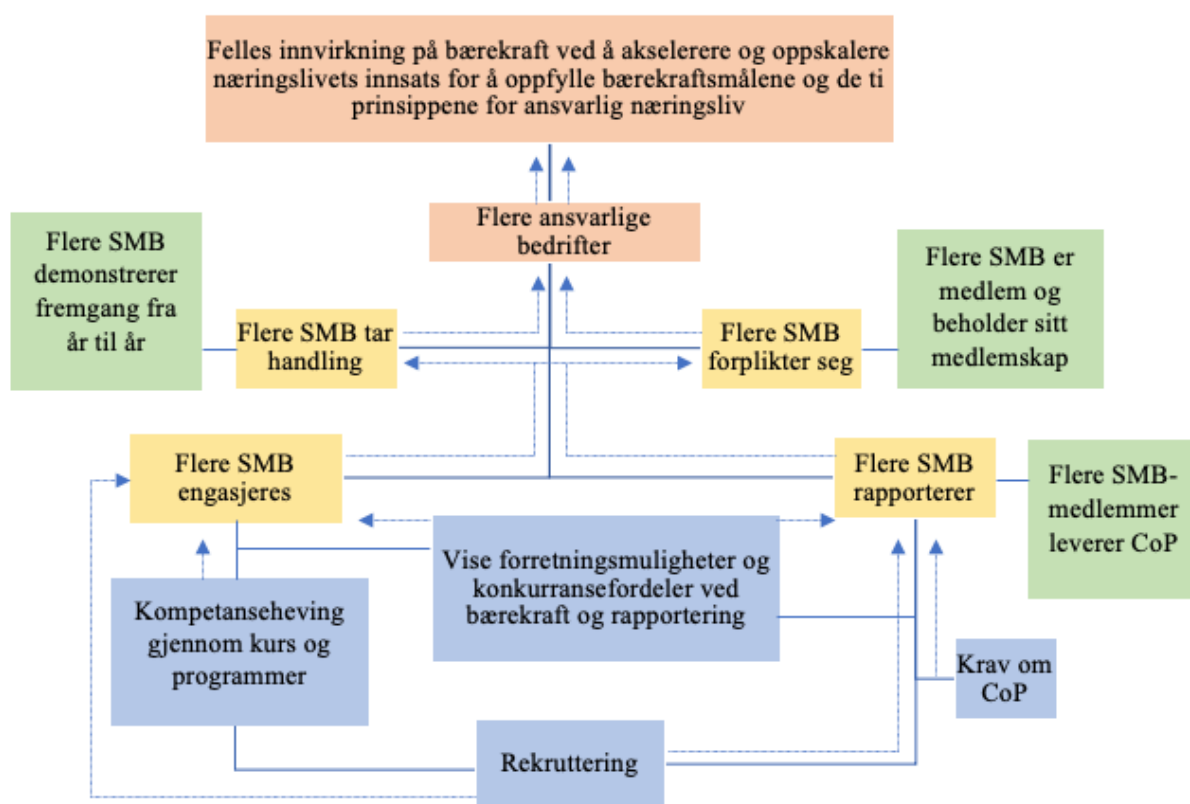 Felles innvirkning på bærekraft ved å akselerere og oppskalere
næringslivets innsats for å oppfylle bærekraftsmålene og de ti
prinsippene for ansvarlig næringsliv
Flere ansvarlige
bedrifter
Flere SMB
demonstrerer
fremgang fra
år til år
Flere SMB tar
handling
Flere SMB
forplikter seg
Flere SMB er
medlem og
beholder sitt
medlemskap
Flere SMB
engasjeres
Flere SMB
rapporterer
Flere SMB-
medlemmer
leverer CoP
Vise forretningsmuligheter og
konkurransefordeler ved
bærekraft og rapportering
Kompetanseheving
gjennom kurs og
programmer
Krav om
CoP
Rekruttering